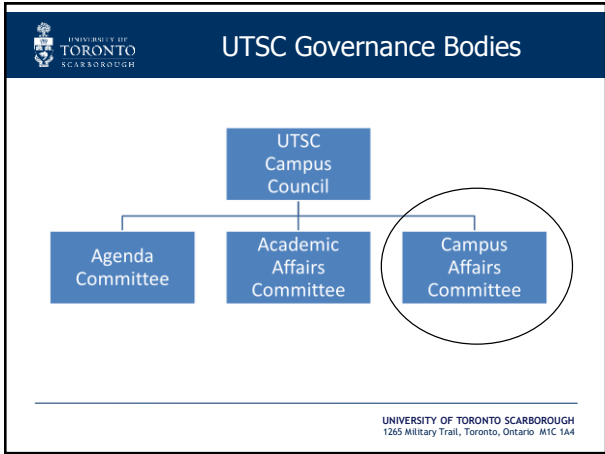 UNIVERSITY OF
TORONTO
SCARBOROUGH
UTSC Governance Bodies
UTSC
Campus
Council
Agenda
Committee
Academic
Affairs
Committee
Campus
Affairs
Committee
UNIVERSITY OF TORONTO SCARBOROUGH
1265 Military Trail, Toronto, Ontario M1C 1A4